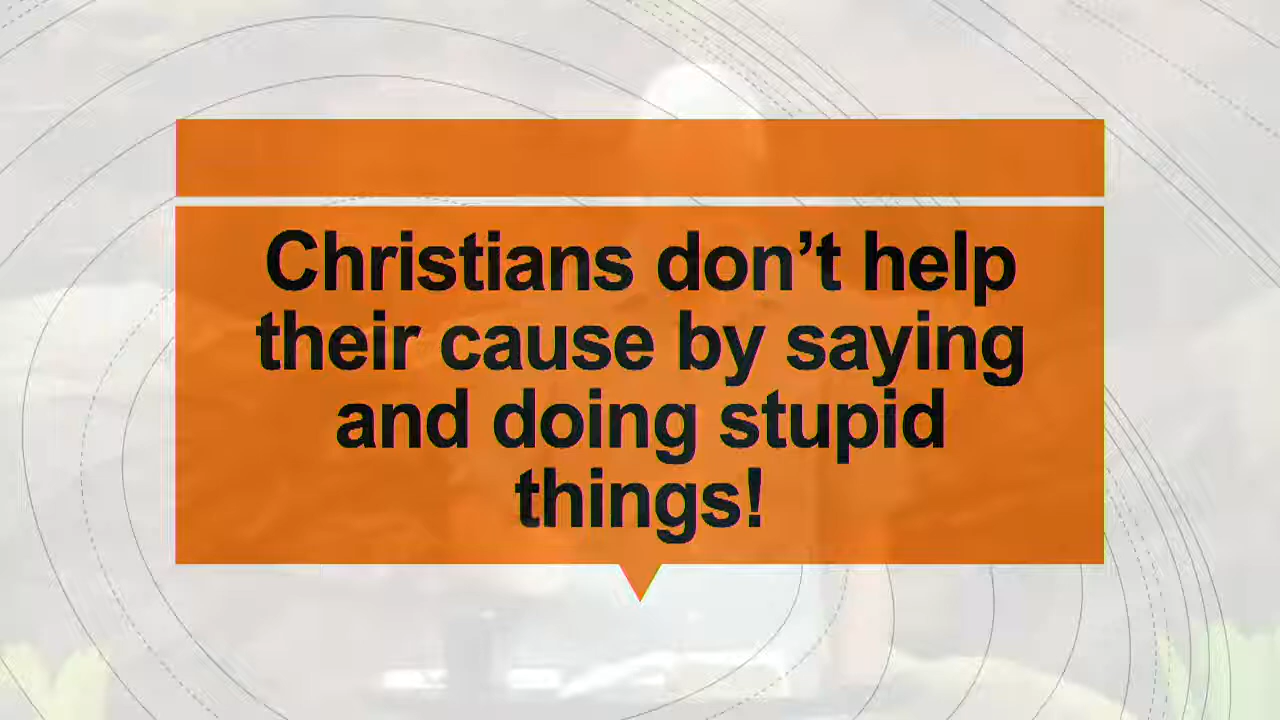 Christians don’t help
their cause by saying
and doing stupid
things!